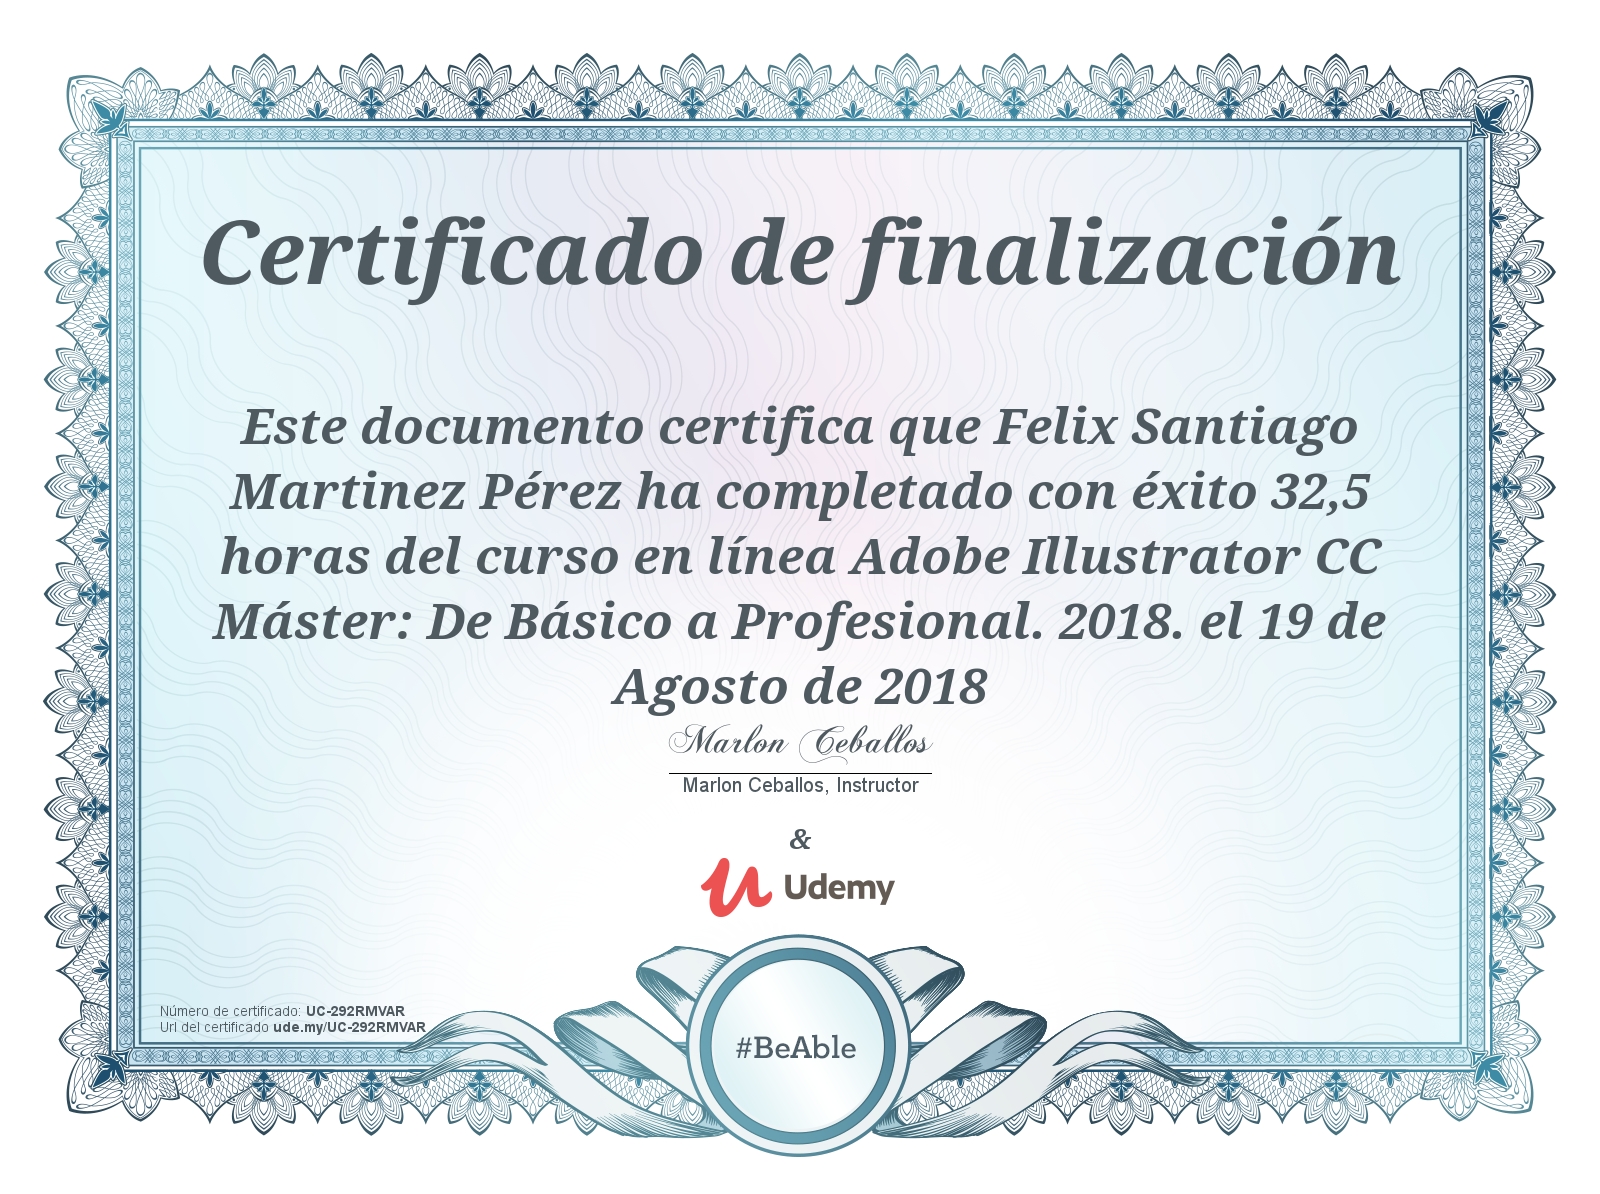 Certificado de finalización
Este documento certifica que Felix Santiago
Martinez Pérez ha completado con éxito 32,5
horas del curso en línea Adobe Illustrator CC
Máster: De Básico a Profesional. 2018. el 19 de
Agosto de 2018
Marlon Ceballos
Marlon Ceballos, Instructor
&
Udemy
Número de certificado: UC-292RMVAR
Url del certificado ude.my/UC-292RMVAR
#BeAble